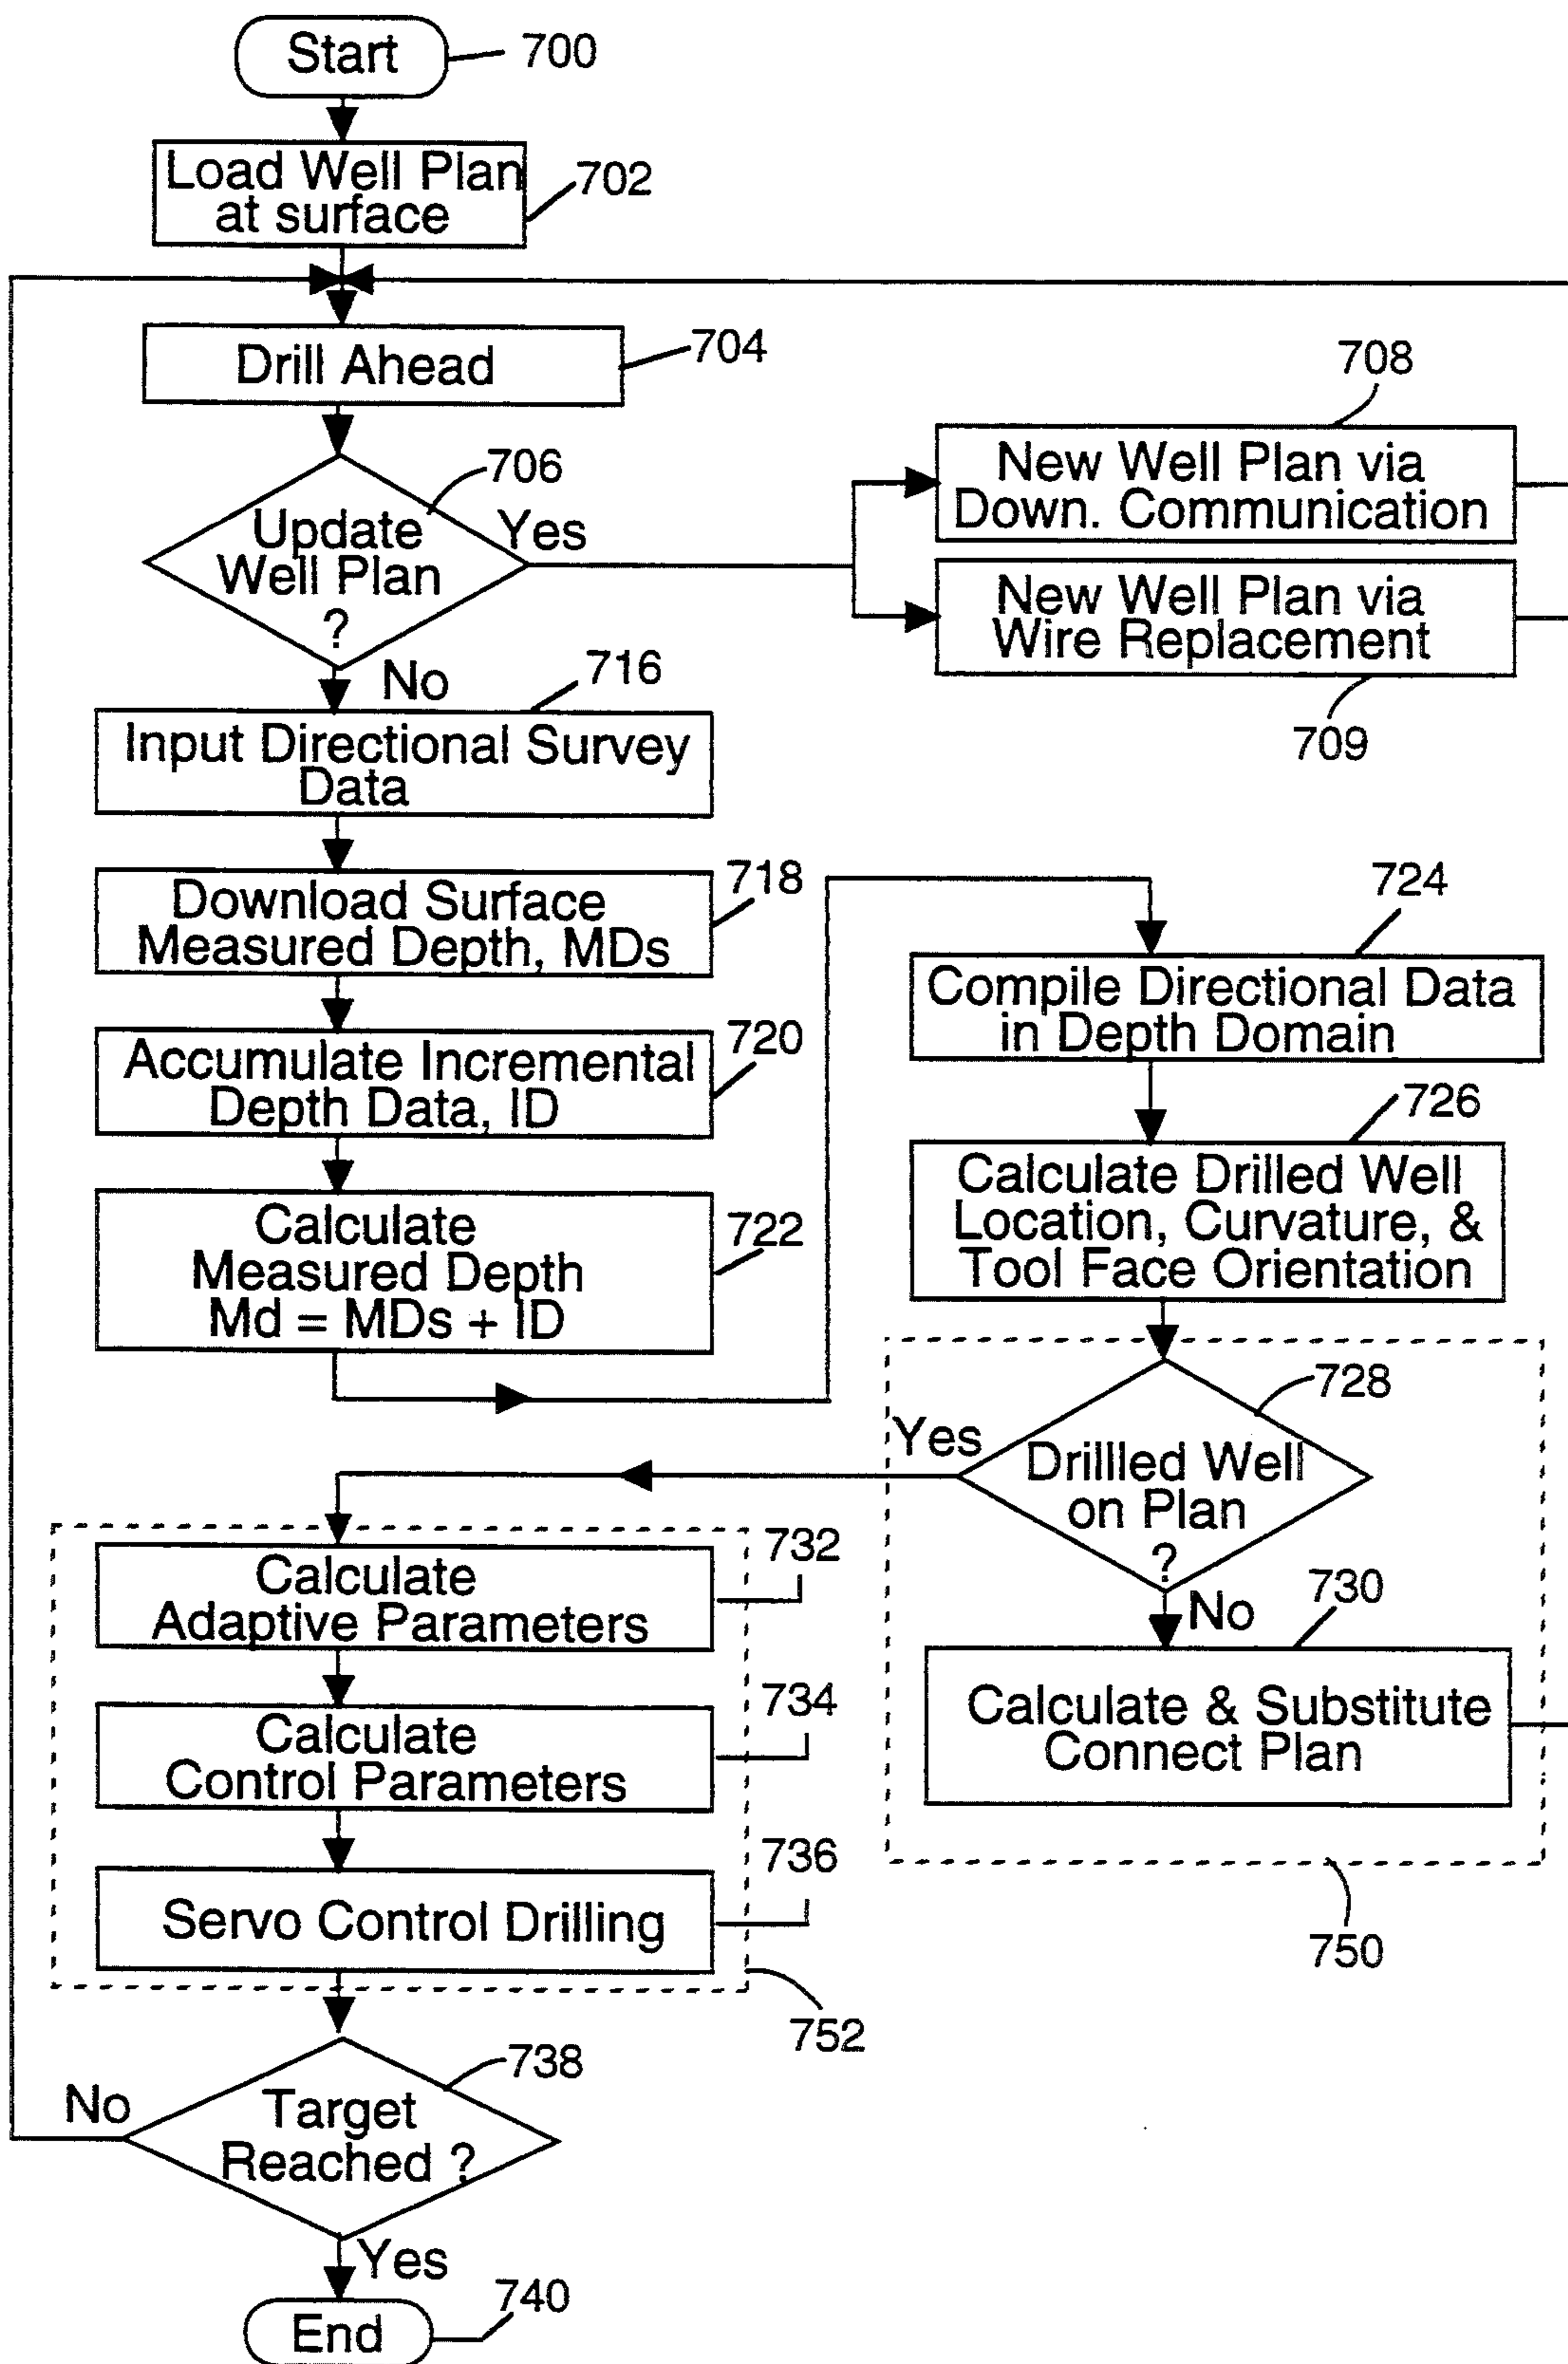 Start
700
Load Well Plan
at surface
702
Drill Ahead
704
706
Update
Well Plan
?
Yes
No
708
New Well Plan via
Down. Communication
New Well Plan via
Wire Replacement
709
716
Input Directional Survey
Data
718
Download Surface
Measured Depth, MDs
720
Accumulate Incremental
Depth Data, ID
722
Calculate
Measured Depth
Md = MDs + ID
724
Compile Directional Data
in Depth Domain
726
Calculate Drilled Well
Location, Curvature, &
Tool Face Orientation
728
Yes
Drillled Well
on Plan
?
No
730
Calculate & Substitute
Connect Plan
750
732
Calculate
Adaptive Parameters
734
Calculate
Control Parameters
736
Servo Control Drilling
752
738
No
Target
Reached ?
Yes
740
End